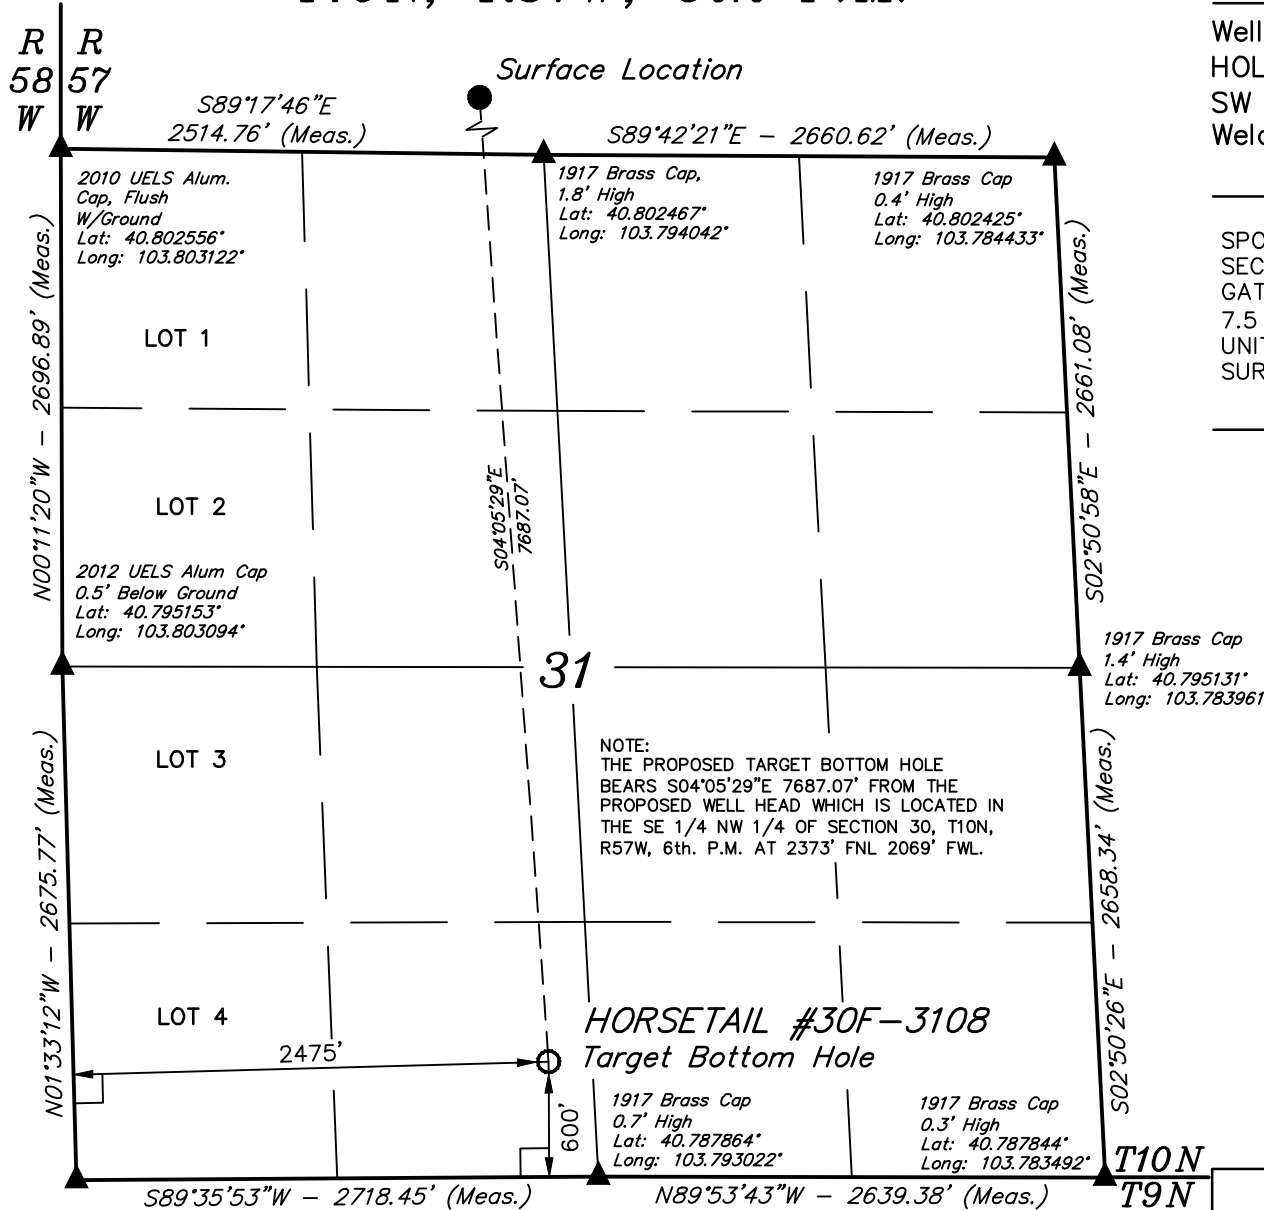 R R
58 57
W W
Surface Location
S89°17'46"E
2514.76' (Meas.)
S89°42'21"E - 2660.62' (Meas.)
Well
HOL
SW
Weld
2010 UELS Alum.
Cap, Flush
W/Ground
Lat: 40.802556°
Long: 103.803122°
1917 Brass Cap,
1.8' High
Lat: 40.802467°
Long: 103.794042°
1917 Brass Cap
0.4' High
Lat: 40.802425°
Long: 103.784433°
SPO
SEC
GAT
7.5
UNIT
SUR
N00°11'20"W - 2696.89' (Meas.)
LOT 1
S02°50'58"E - 2661.08' (Meas.)
LOT 2
S04°05'29"E
7687.07'
2012 UELS Alum Cap
0.5' Below Ground
Lat: 40.795153°
Long: 103.803094°
31
1917 Brass Cap
1.4' High
Lat: 40.795131°
Long: 103.783961
LOT 3
NOTE:
THE PROPOSED TARGET BOTTOM HOLE
BEARS S04°05'29"E 7687.07' FROM THE
PROPOSED WELL HEAD WHICH IS LOCATED IN
THE SE 1/4 NW 1/4 OF SECTION 30, T10N,
R57W, 6th. P.M. AT 2373' FNL 2069' FWL.
N01°33'12"W - 2675.77' (Meas.)
S02°50'26"E - 2658.34' (Meas.)
LOT 4
HORSETAIL #30F-3108
Target Bottom Hole
2475'
600'
1917 Brass Cap
0.7' High
Lat: 40.787864°
Long: 103.793022°
1917 Brass Cap
0.3' High
Lat: 40.787844°
Long: 103.783492°
T10N
T9N
S89°35'53"W - 2718.45' (Meas.)
N89°53'43"W - 2639.38' (Meas.)